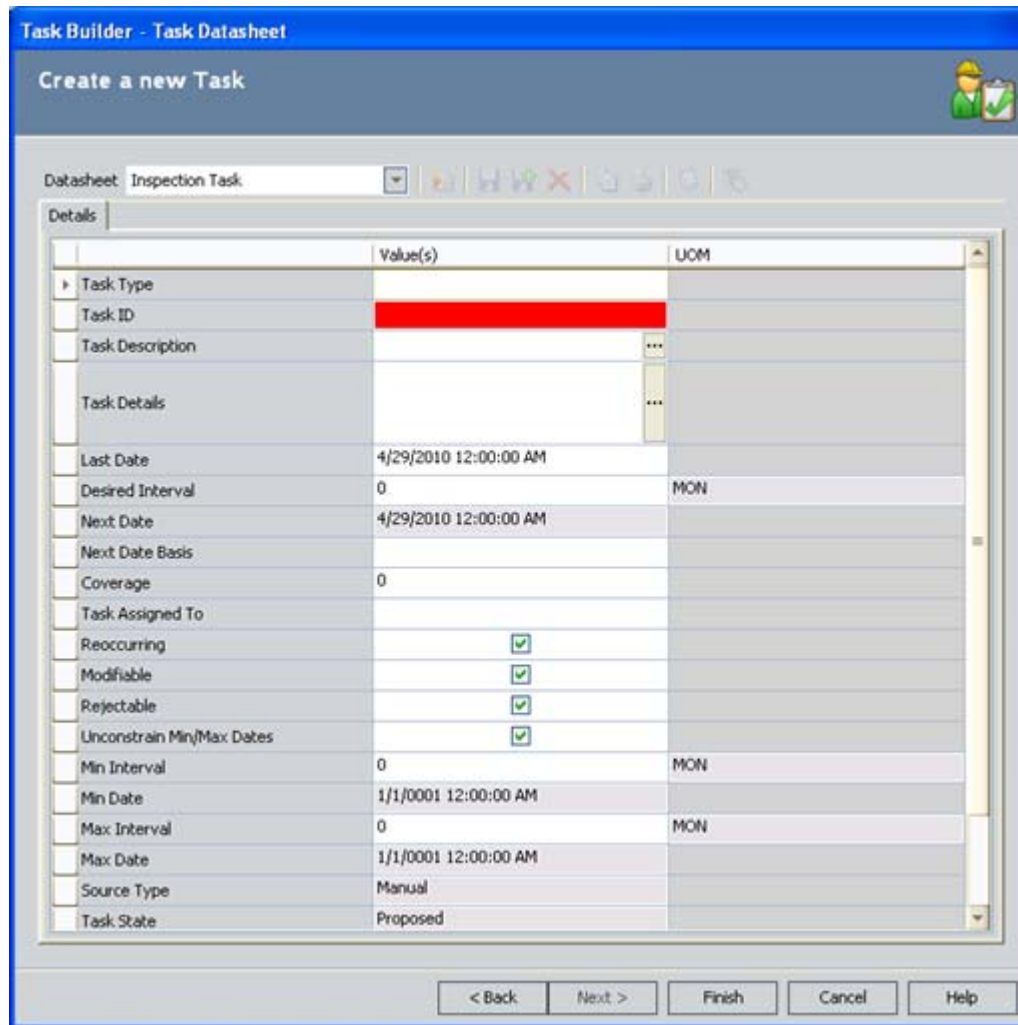 Task Builder - Task Datasheet
Create a new Task
Datasheet Inspection Task
Details
Value(s) UOM
Task Type
Task ID
Task Description ...
Task Details ...
Last Date 4/29/2010 12:00:00 AM
Desired Interval 0 MON
Next Date 4/29/2010 12:00:00 AM
Next Date Basis
Coverage 0
Task Assigned To
Reoccurring
Modifiable
Rejectable
Unconstrain Min/Max Dates
Min Interval 0 MON
Min Date 1/1/0001 12:00:00 AM
Max Interval 0 MON
Max Date 1/1/0001 12:00:00 AM
Source Type Manual
Task State Proposed
< Back Next > Finish Cancel Help